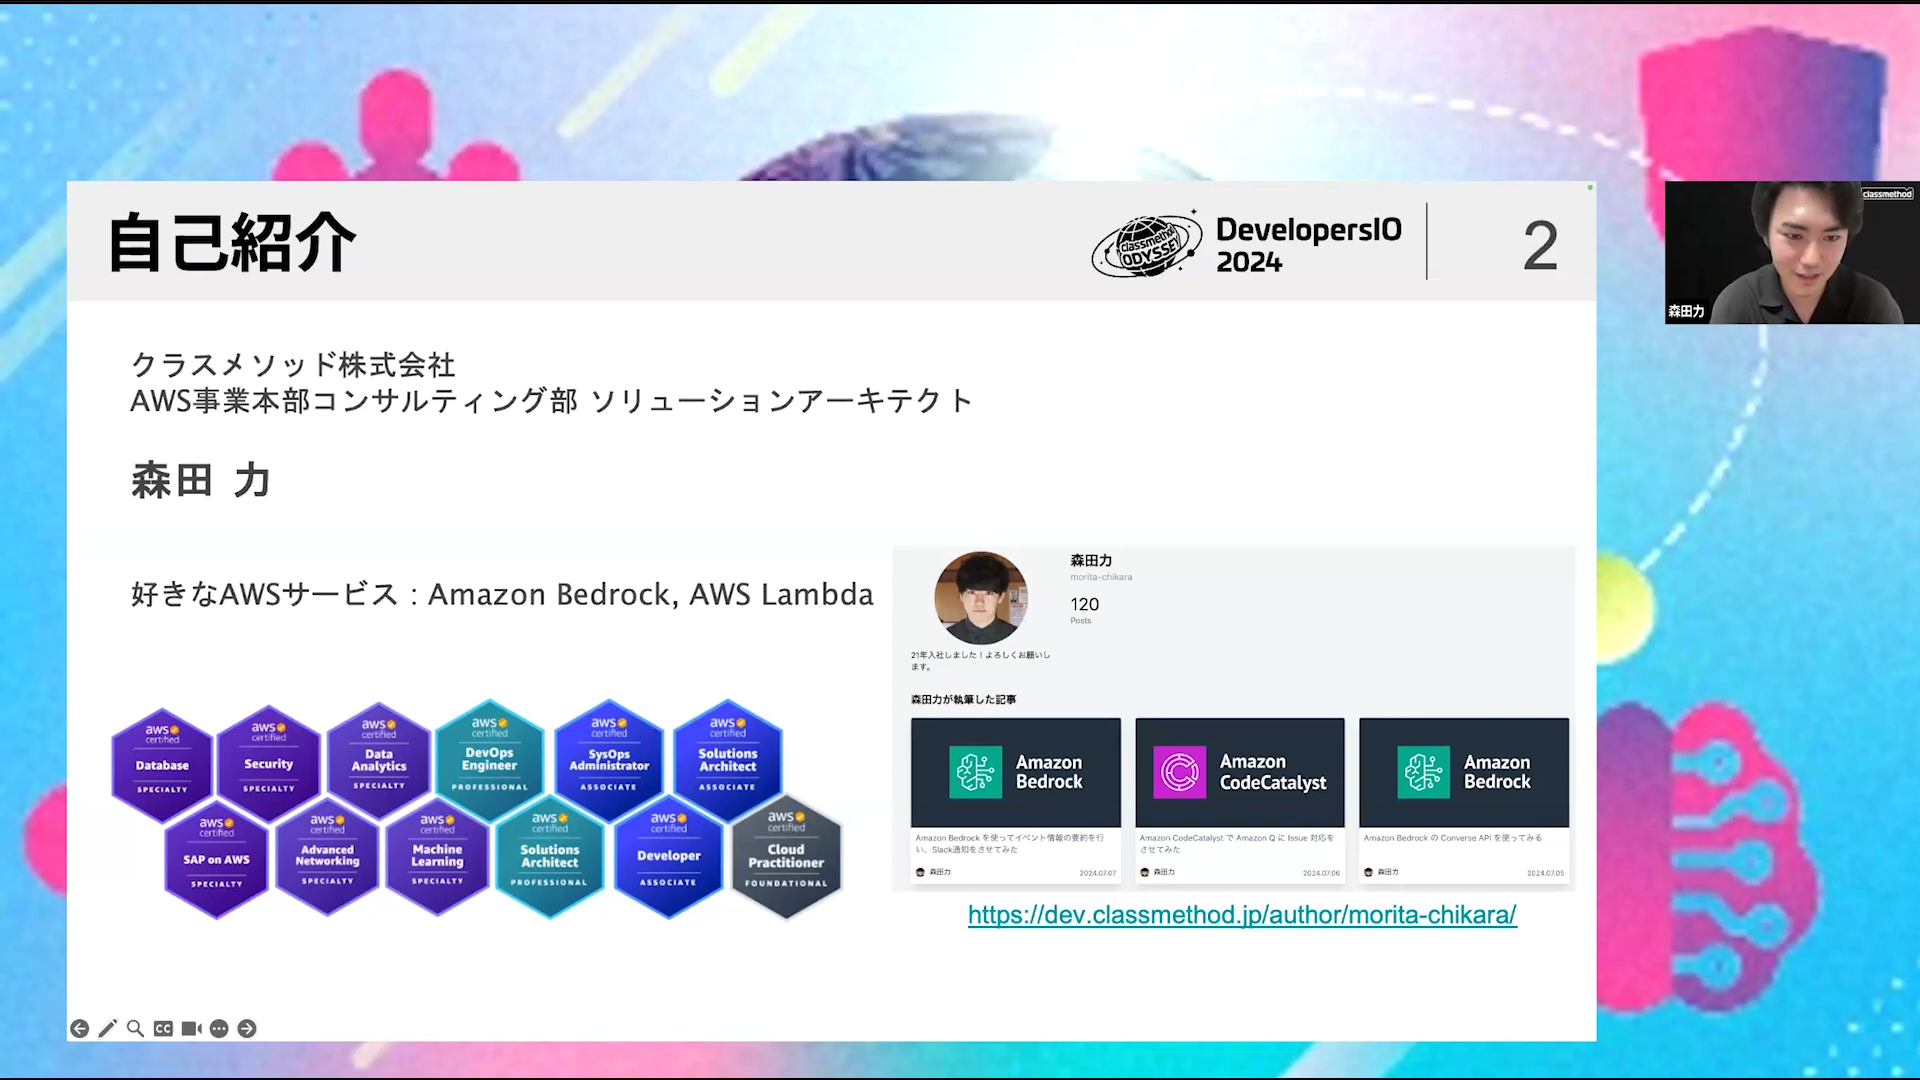 自己紹介
classmethod
ODYSSEY
DevelopersIO
2024
2
classmethod
森田力
クラスメソッド株式会社
AWS事業本部コンサルティング部 ソリューションアーキテクト
森田 力
好きなAWSサービス：Amazon Bedrock, AWS Lambda
森田力
morita-chikara
120
Posts
21年入社しました！よろしくお願いし
ます。
森田力が執筆した記事
Amazon
Bedrock
Amazon Bedrock を使ってイベント情報の要約を行
い、Slack通知をさせてみた
森田力
2024.07.07
Amazon
CodeCatalyst
Amazon CodeCatalyst で Amazon Q に Issue 対応を
させてみた
森田力
2024.07.06
Amazon
Bedrock
Amazon Bedrock の Converse API を使ってみる
森田力
2024.07.05
https://dev.classmethod.jp/author/morita-chikara/
aws
certified
Database
SPECIALTY
aws
certified
Security
SPECIALTY
aws
certified
Data
Analytics
SPECIALTY
aws
certified
DevOps
Engineer
PROFESSIONAL
aws
certified
SysOps
Administrator
ASSOCIATE
aws
certified
Solutions
Architect
ASSOCIATE
aws
certified
SAP on AWS
SPECIALTY
aws
certified
Advanced
Networking
SPECIALTY
aws
certified
Machine
Learning
SPECIALTY
aws
certified
Solutions
Architect
PROFESSIONAL
aws
certified
Developer
ASSOCIATE
aws
certified
Cloud
Practitioner
FOUNDATIONAL
CC